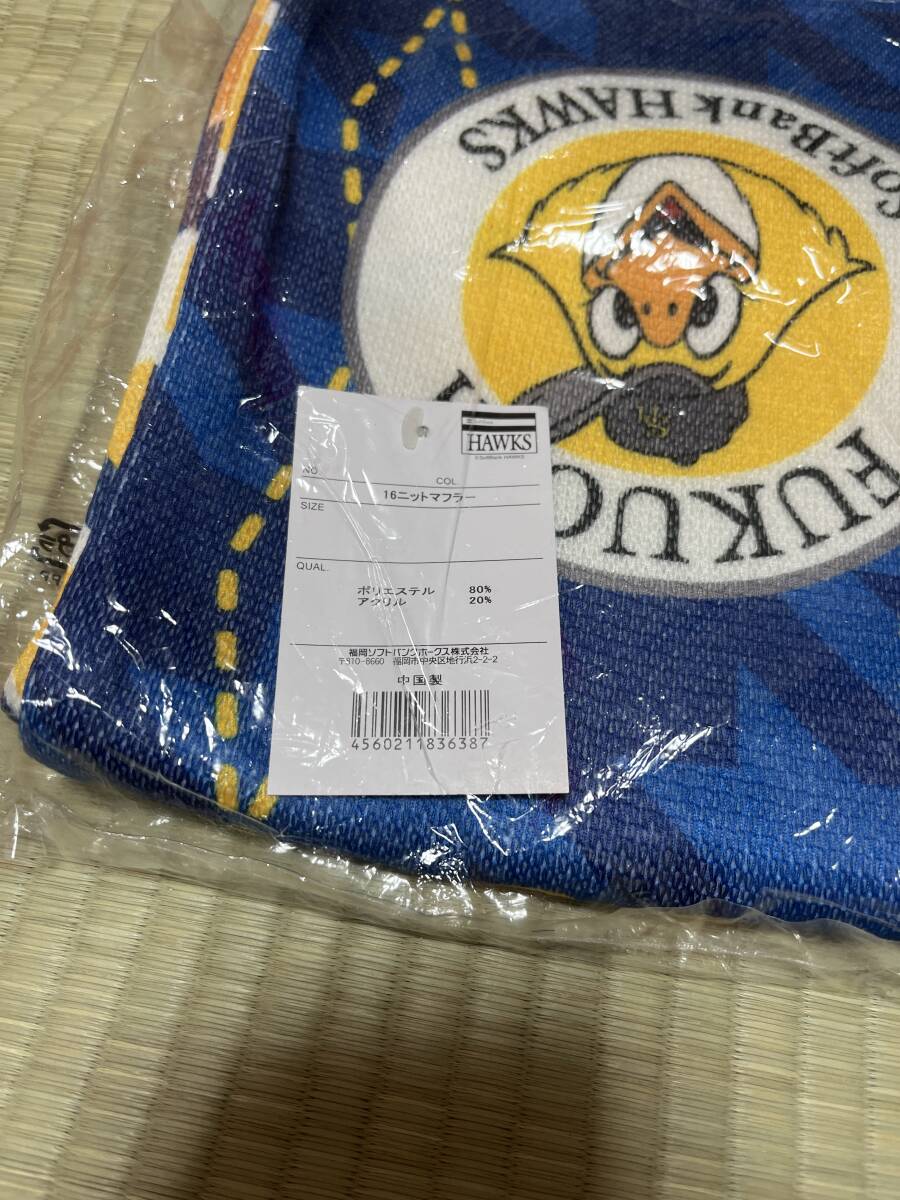 SoftBank HAWKS
FUKUO
HAWKS
©SoftBank HAWKS
NO.
COL.
16ニットマフラー
SIZE
QUAL.
ポリエステル 80%
アクリル 20%
福岡ソフトバンクホークス株式会社
〒810-8660 福岡市中央区地行浜2-2-2
中国製
4560211836387